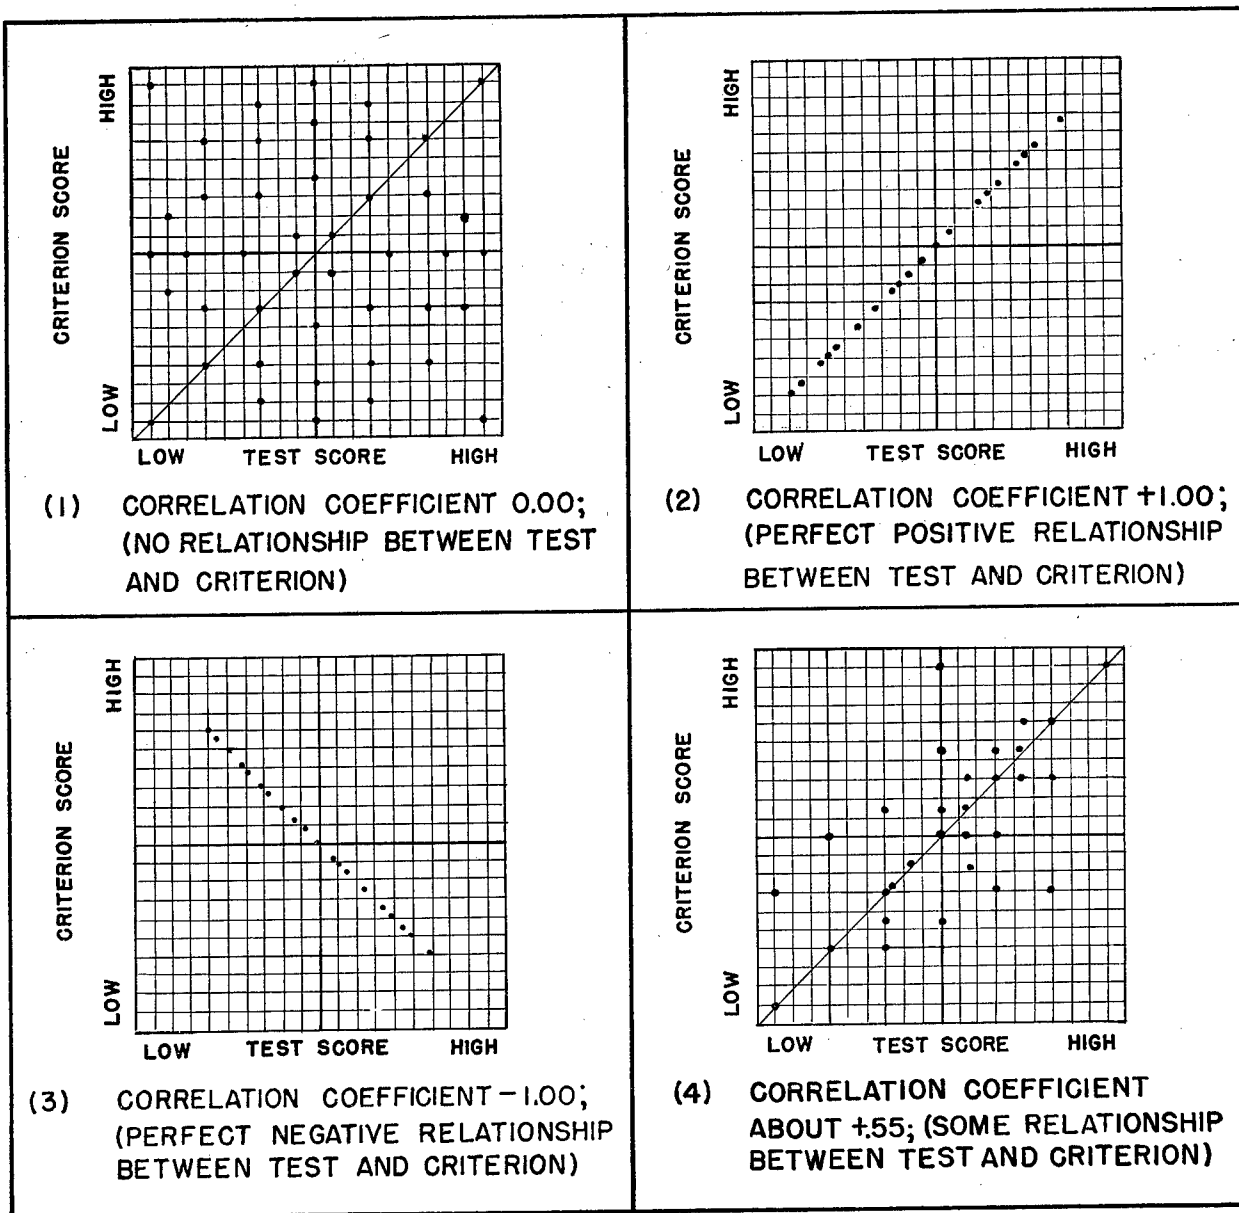 HIGH
CRITERION SCORE
LOW
LOW TEST SCORE HIGH
(1) CORRELATION COEFFICIENT 0.00;
(NO RELATIONSHIP BETWEEN TEST
AND CRITERION)
HIGH
CRITERION SCORE
LOW
LOW TEST SCORE HIGH
(2) CORRELATION COEFFICIENT +1.00;
(PERFECT POSITIVE RELATIONSHIP
BETWEEN TEST AND CRITERION)
HIGH
CRITERION SCORE
LOW
LOW TEST SCORE HIGH
(3) CORRELATION COEFFICIENT -1.00;
(PERFECT NEGATIVE RELATIONSHIP
BETWEEN TEST AND CRITERION)
HIGH
CRITERION SCORE
LOW
LOW TEST SCORE HIGH
(4) CORRELATION COEFFICIENT
ABOUT +.55; (SOME RELATIONSHIP
BETWEEN TEST AND CRITERION)